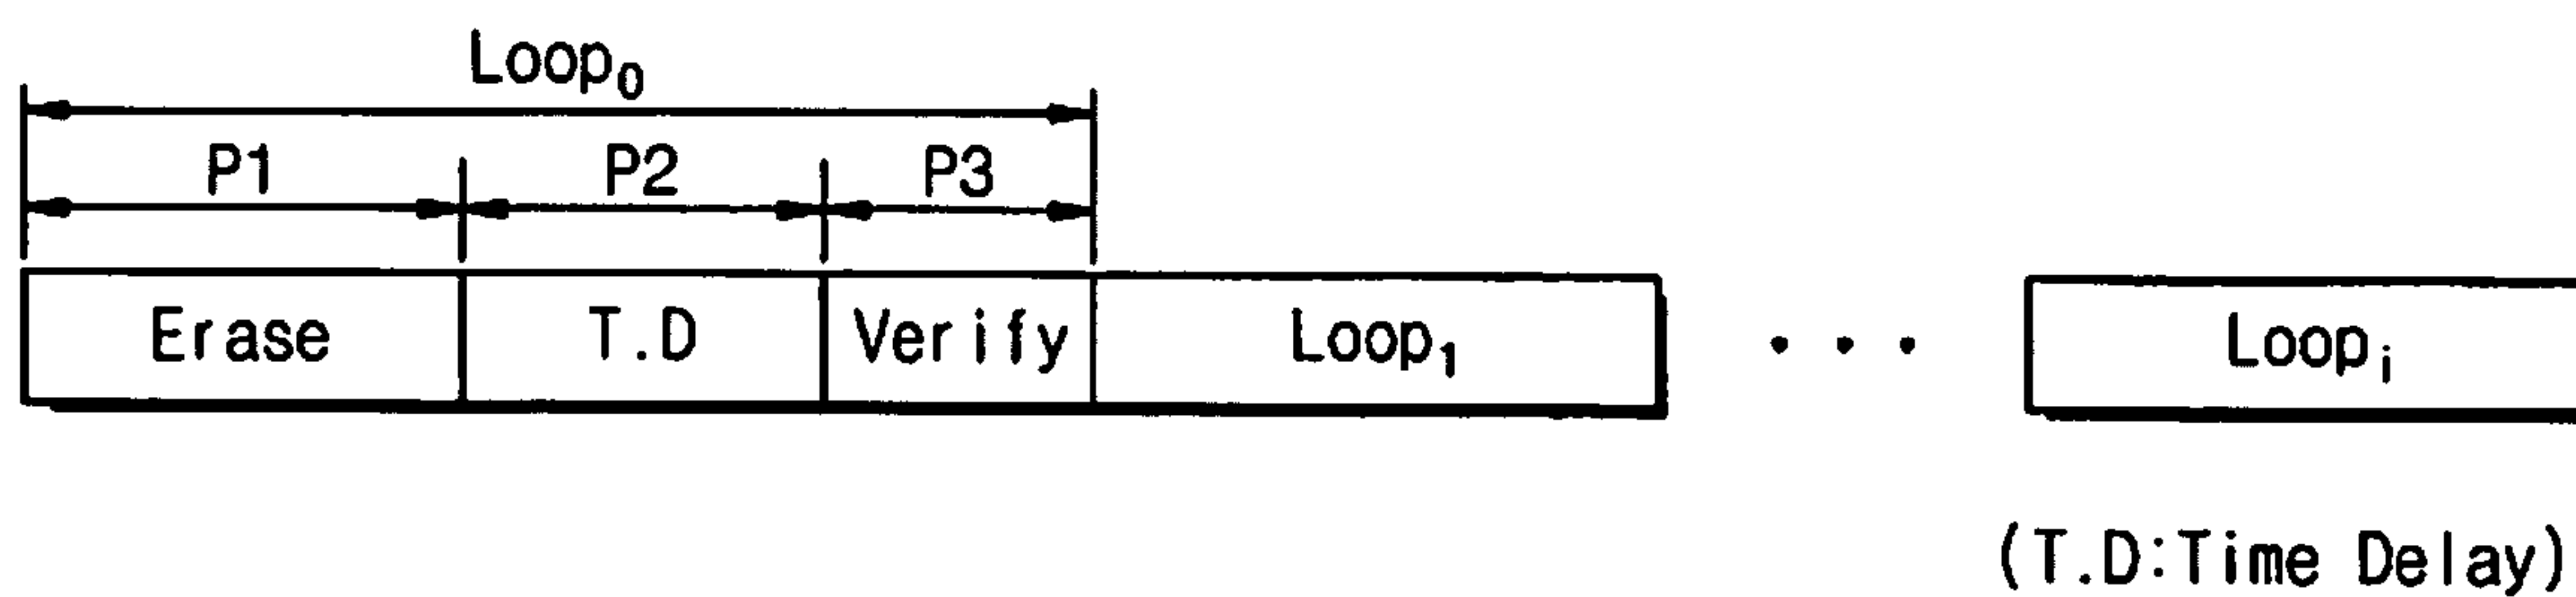 Loop₀
P1 P2 P3
Erase T.D Verify Loop₁ ... Loopᵢ
(T.D:Time Delay)